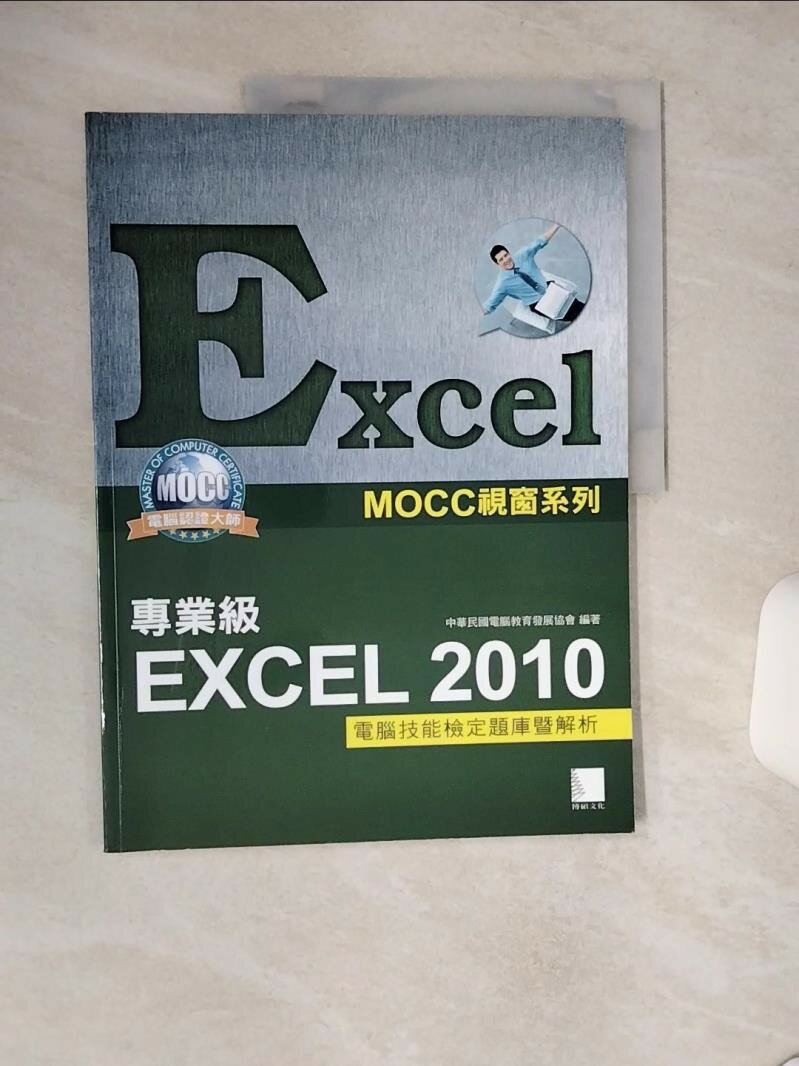 Excel
MASTER OF COMPUTER CERTIFICATE
MOCC
電腦認證大師
MOCC視窗系列
專業級
中華民國電腦教育發展協會 編著
EXCEL 2010
電腦技能檢定題庫暨解析
博碩文化